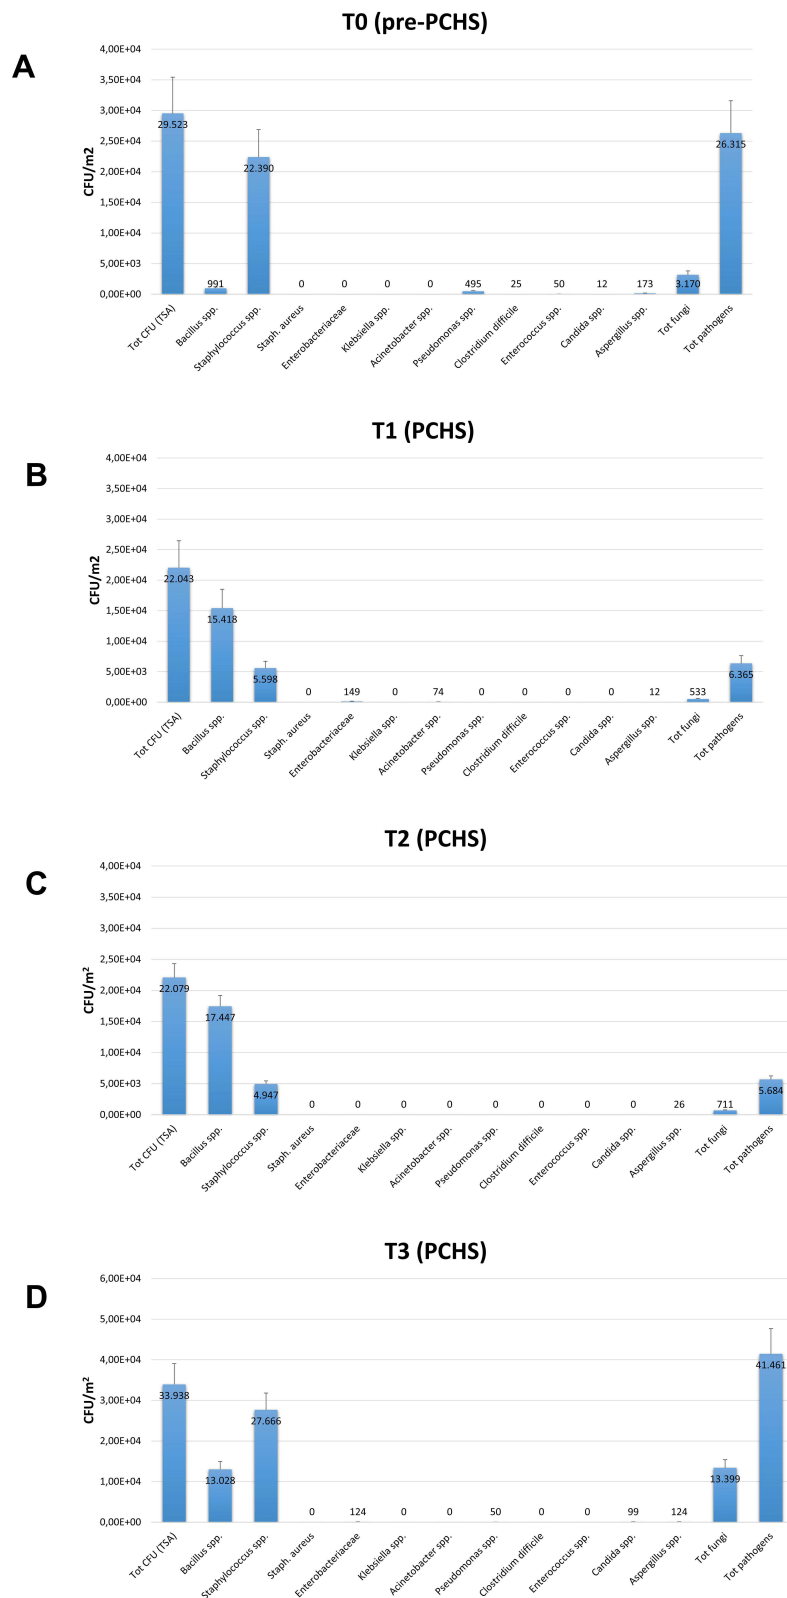 T0 (pre-PCHS)
A
4,00E+04
3,50E+04
3,00E+04
2,50E+04
2,00E+04
1,50E+04
1,00E+04
5,00E+03
0,00E+00
CFU/m2
29.523
991
22.390
0
0
0
0
495
25
50
12
173
3.170
26.315
Tot CFU (TSA)
Bacillus spp.
Staphylococcus spp.
Staph. aureus
Enterobacteriaceae
Klebsiella spp.
Acinetobacter spp.
Pseudomonas spp.
Clostridium difficile
Enterococcus spp.
Candida spp.
Aspergillus spp.
Tot fungi
Tot pathogens
T1 (PCHS)
B
4,00E+04
3,50E+04
3,00E+04
2,50E+04
2,00E+04
1,50E+04
1,00E+04
5,00E+03
0,00E+00
CFU/m2
22.043
15.418
5.598
0
149
0
74
0
0
0
0
12
533
6.365
Tot CFU (TSA)
Bacillus spp.
Staphylococcus spp.
Staph. aureus
Enterobacteriaceae
Klebsiella spp.
Acinetobacter spp.
Pseudomonas spp.
Clostridium difficile
Enterococcus spp.
Candida spp.
Aspergillus spp.
Tot fungi
Tot pathogens
T2 (PCHS)
C
4,00E+04
3,50E+04
3,00E+04
2,50E+04
2,00E+04
1,50E+04
1,00E+04
5,00E+03
0,00E+00
CFU/m²
22.079
17.447
4.947
0
0
0
0
0
0
0
0
26
711
5.684
Tot CFU (TSA)
Bacillus spp.
Staphylococcus spp.
Staph. aureus
Enterobacteriaceae
Klebsiella spp.
Acinetobacter spp.
Pseudomonas spp.
Clostridium difficile
Enterococcus spp.
Candida spp.
Aspergillus spp.
Tot fungi
Tot pathogens
T3 (PCHS)
D
6,00E+04
5,00E+04
4,00E+04
3,00E+04
2,00E+04
1,00E+04
0,00E+00
CFU/m²
33.938
13.028
27.666
0
124
0
0
50
0
0
99
124
13.399
41.461
Tot CFU (TSA)
Bacillus spp.
Staphylococcus spp.
Staph. aureus
Enterobacteriaceae
Klebsiella spp.
Acinetobacter spp.
Pseudomonas spp.
Clostridium difficile
Enterococcus spp.
Candida spp.
Aspergillus spp.
Tot fungi
Tot pathogens